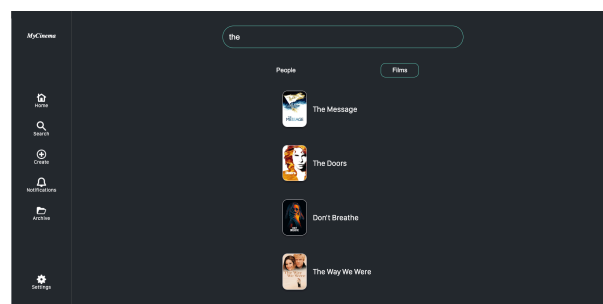 MyCinema
the
People
Films
Home
Search
Create
Notifications
Archive
Settings
The Message
The Doors
Don't Breathe
The Way We Were